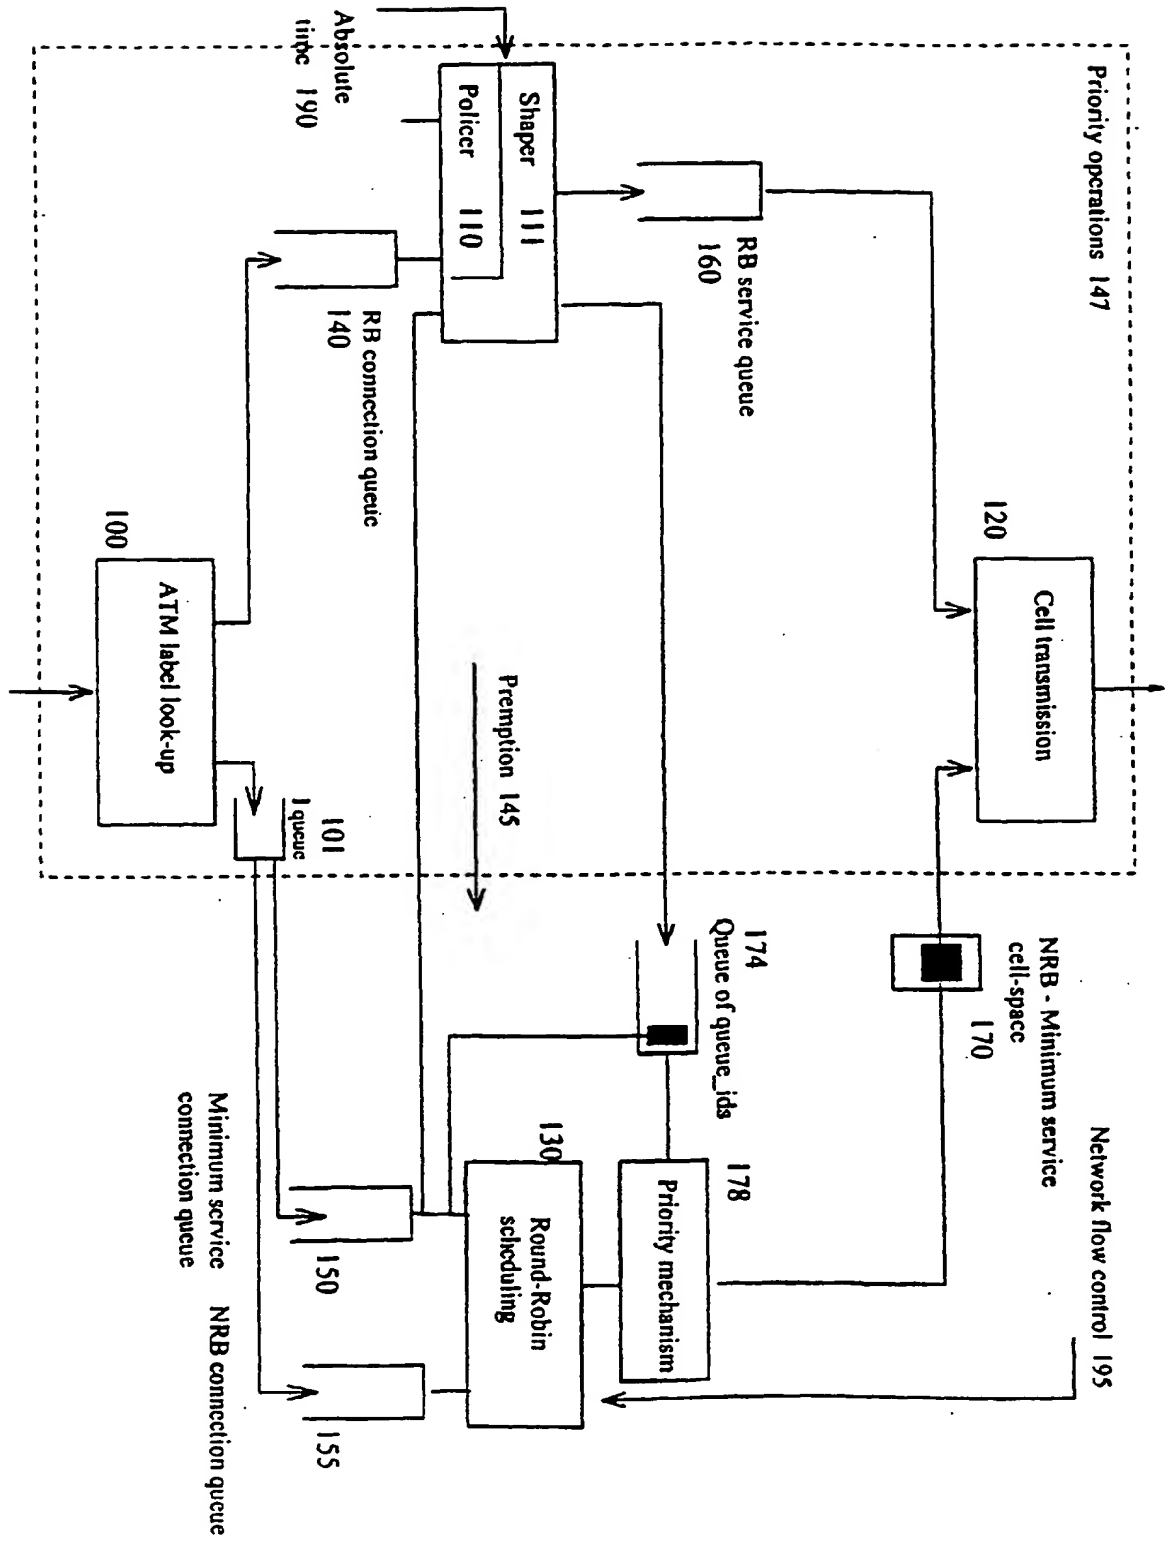 Priority operations 147
Network flow control 195
120
Cell transmission
NRB - Minimum service
cell-space
170
RB service queue
160
174
Queue of queue_ids
178
Priority mechanism
Shaper 111
Policer 110
Premption 145
130
Round-Robin
scheduling
Absolute
time 190
RB connection queue
140
101
1 queue
150
155
100
ATM label look-up
Minimum service
connection queue
NRB connection queue